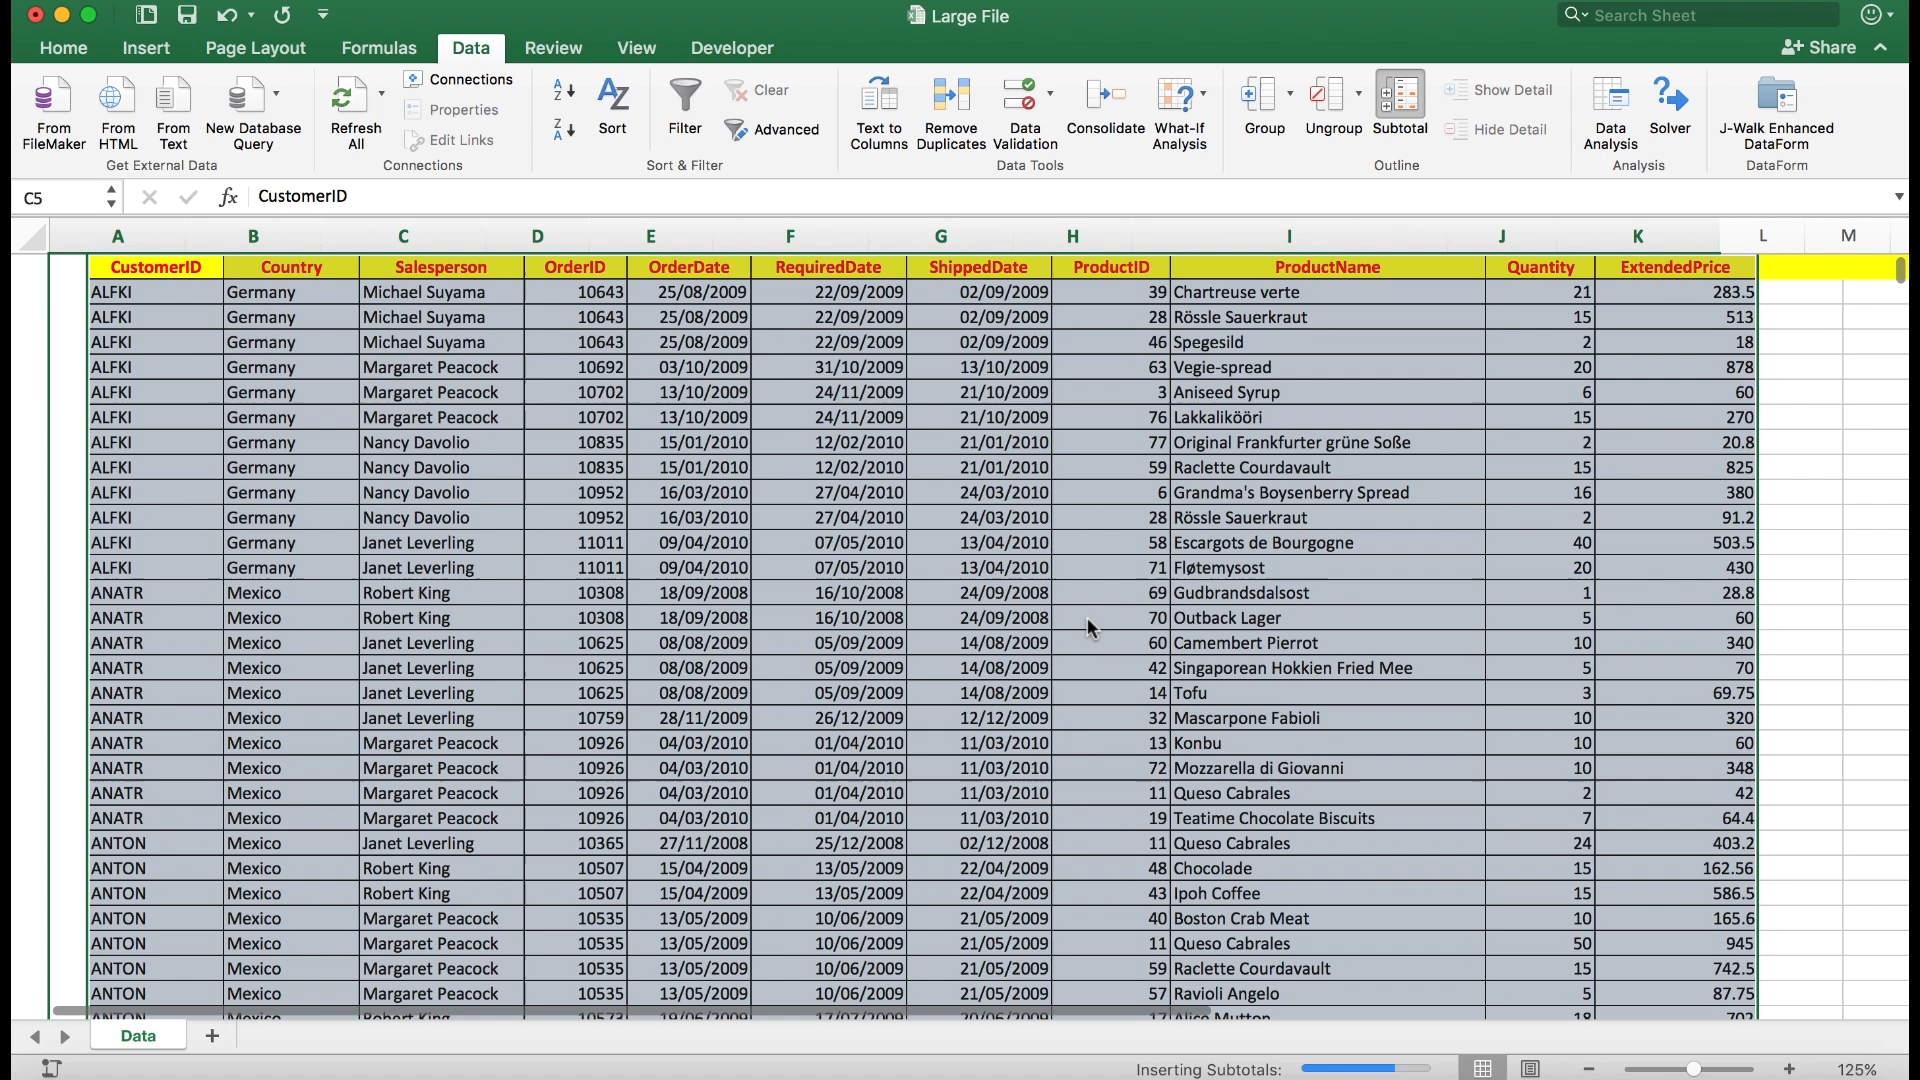 Large File
Search Sheet
Home Insert Page Layout Formulas Data Review View Developer
Share
From FileMaker From HTML From Text New Database Query Refresh All Connections Properties Edit Links Sort Filter Clear Advanced Text to Columns Remove Duplicates Data Validation Consolidate What-If Analysis Group Ungroup Subtotal Show Detail Hide Detail Data Analysis Solver J-Walk Enhanced DataForm
Get External Data Connections Sort & Filter Data Tools Outline Analysis DataForm
C5 fx CustomerID
A B C D E F G H I J K L M
CustomerID Country Salesperson OrderID OrderDate RequiredDate ShippedDate ProductID ProductName Quantity ExtendedPrice
ALFKI Germany Michael Suyama 10643 25/08/2009 22/09/2009 02/09/2009 39 Chartreuse verte 21 283.5
ALFKI Germany Michael Suyama 10643 25/08/2009 22/09/2009 02/09/2009 28 Rössle Sauerkraut 15 513
ALFKI Germany Michael Suyama 10643 25/08/2009 22/09/2009 02/09/2009 46 Spegesild 2 18
ALFKI Germany Margaret Peacock 10692 03/10/2009 31/10/2009 13/10/2009 63 Vegie-spread 20 878
ALFKI Germany Margaret Peacock 10702 13/10/2009 24/11/2009 21/10/2009 3 Aniseed Syrup 6 60
ALFKI Germany Margaret Peacock 10702 13/10/2009 24/11/2009 21/10/2009 76 Lakkalikööri 15 270
ALFKI Germany Nancy Davolio 10835 15/01/2010 12/02/2010 21/01/2010 77 Original Frankfurter grüne Soße 2 20.8
ALFKI Germany Nancy Davolio 10835 15/01/2010 12/02/2010 21/01/2010 59 Raclette Courdavault 15 825
ALFKI Germany Nancy Davolio 10952 16/03/2010 27/04/2010 24/03/2010 6 Grandma's Boysenberry Spread 16 380
ALFKI Germany Nancy Davolio 10952 16/03/2010 27/04/2010 24/03/2010 28 Rössle Sauerkraut 2 91.2
ALFKI Germany Janet Leverling 11011 09/04/2010 07/05/2010 13/04/2010 58 Escargots de Bourgogne 40 503.5
ALFKI Germany Janet Leverling 11011 09/04/2010 07/05/2010 13/04/2010 71 Fløtemysost 20 430
ANATR Mexico Robert King 10308 18/09/2008 16/10/2008 24/09/2008 69 Gudbrandsdalsost 1 28.8
ANATR Mexico Robert King 10308 18/09/2008 16/10/2008 24/09/2008 70 Outback Lager 5 60
ANATR Mexico Janet Leverling 10625 08/08/2009 05/09/2009 14/08/2009 60 Camembert Pierrot 10 340
ANATR Mexico Janet Leverling 10625 08/08/2009 05/09/2009 14/08/2009 42 Singaporean Hokkien Fried Mee 5 70
ANATR Mexico Janet Leverling 10625 08/08/2009 05/09/2009 14/08/2009 14 Tofu 3 69.75
ANATR Mexico Janet Leverling 10759 28/11/2009 26/12/2009 12/12/2009 32 Mascarpone Fabioli 10 320
ANATR Mexico Margaret Peacock 10926 04/03/2010 01/04/2010 11/03/2010 13 Konbu 10 60
ANATR Mexico Margaret Peacock 10926 04/03/2010 01/04/2010 11/03/2010 72 Mozzarella di Giovanni 10 348
ANATR Mexico Margaret Peacock 10926 04/03/2010 01/04/2010 11/03/2010 11 Queso Cabrales 2 42
ANATR Mexico Margaret Peacock 10926 04/03/2010 01/04/2010 11/03/2010 19 Teatime Chocolate Biscuits 7 64.4
ANTON Mexico Janet Leverling 10365 27/11/2008 25/12/2008 02/12/2008 11 Queso Cabrales 24 403.2
ANTON Mexico Robert King 10507 15/04/2009 13/05/2009 22/04/2009 48 Chocolade 15 162.56
ANTON Mexico Robert King 10507 15/04/2009 13/05/2009 22/04/2009 43 Ipoh Coffee 15 586.5
ANTON Mexico Margaret Peacock 10535 13/05/2009 10/06/2009 21/05/2009 40 Boston Crab Meat 10 165.6
ANTON Mexico Margaret Peacock 10535 13/05/2009 10/06/2009 21/05/2009 11 Queso Cabrales 50 945
ANTON Mexico Margaret Peacock 10535 13/05/2009 10/06/2009 21/05/2009 59 Raclette Courdavault 15 742.5
ANTON Mexico Margaret Peacock 10535 13/05/2009 10/06/2009 21/05/2009 57 Ravioli Angelo 5 87.75
ANTON Mexico Robert King 10573 19/06/2009 17/07/2009 20/06/2009 17 Alice Mutton 18 702
Data
Inserting Subtotals: 125%